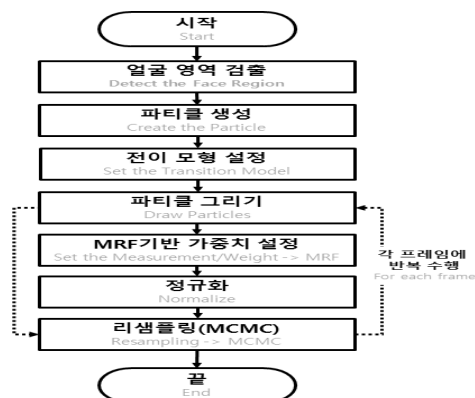 시작
Start
얼굴 영역 검출
Detect the Face Region
파티클 생성
Create the Particle
전이 모형 설정
Set the Transition Model
파티클 그리기
Draw Particles
MRF기반 가중치 설정
Set the Measurement/Weight -> MRF
정규화
Normalize
리샘플링(MCMC)
Resampling -> MCMC
각 프레임에
반복 수행
For each frame
끝
End